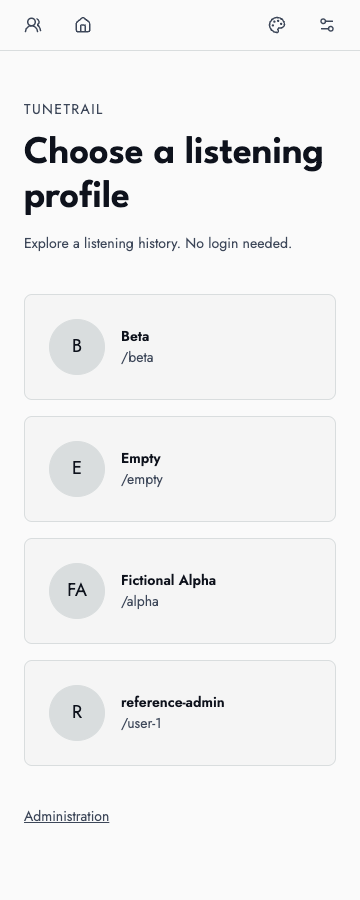 TUNETRAIL
Choose a listening
profile
Explore a listening history. No login needed.
B
Beta
/beta
E
Empty
/empty
FA
Fictional Alpha
/alpha
R
reference-admin
/user-1
Administration